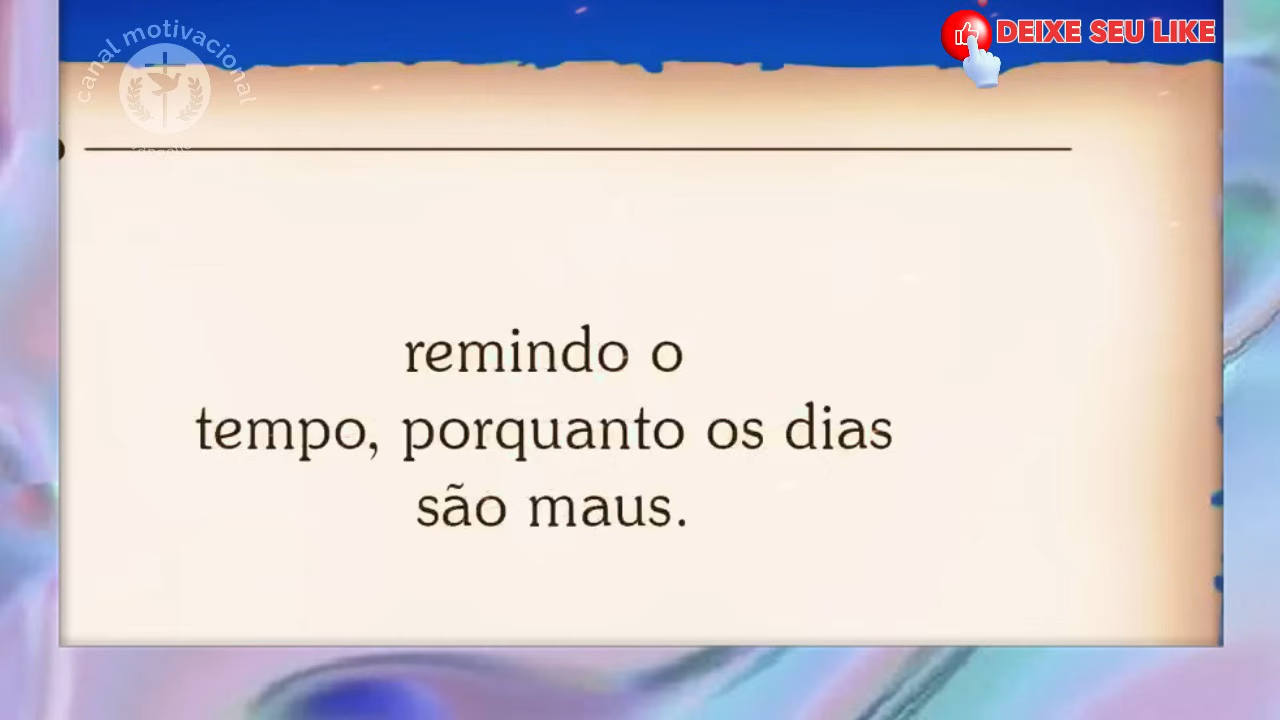 canal motivacional
DEIXE SEU LIKE
remindo o
tempo, porquanto os dias
são maus.